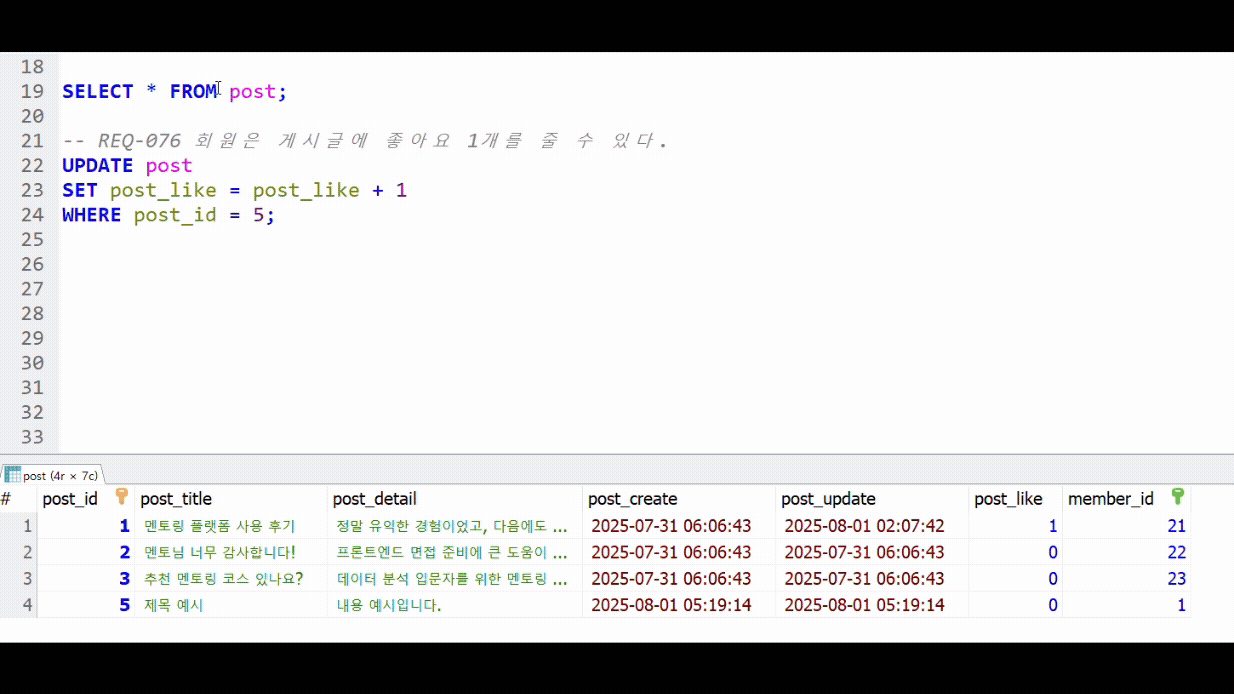 18
19 SELECT * FROM post;
20
21 -- REQ-076 회원은 게시글에 좋아요 1개를 줄 수 있다.
22 UPDATE post
23 SET post_like = post_like + 1
24 WHERE post_id = 5;
25
26
27
28
29
30
31
32
33
post (4r × 7c)
# post_id post_title post_detail post_create post_update post_like member_id
1 1 멘토링 플랫폼 사용 후기 정말 유익한 경험이었고, 다음에도 ... 2025-07-31 06:06:43 2025-08-01 02:07:42 1 21
2 2 멘토님 너무 감사합니다! 프론트엔드 면접 준비에 큰 도움이 ... 2025-07-31 06:06:43 2025-07-31 06:06:43 0 22
3 3 추천 멘토링 코스 있나요? 데이터 분석 입문자를 위한 멘토링 ... 2025-07-31 06:06:43 2025-07-31 06:06:43 0 23
4 5 제목 예시 내용 예시입니다. 2025-08-01 05:19:14 2025-08-01 05:19:14 0 1